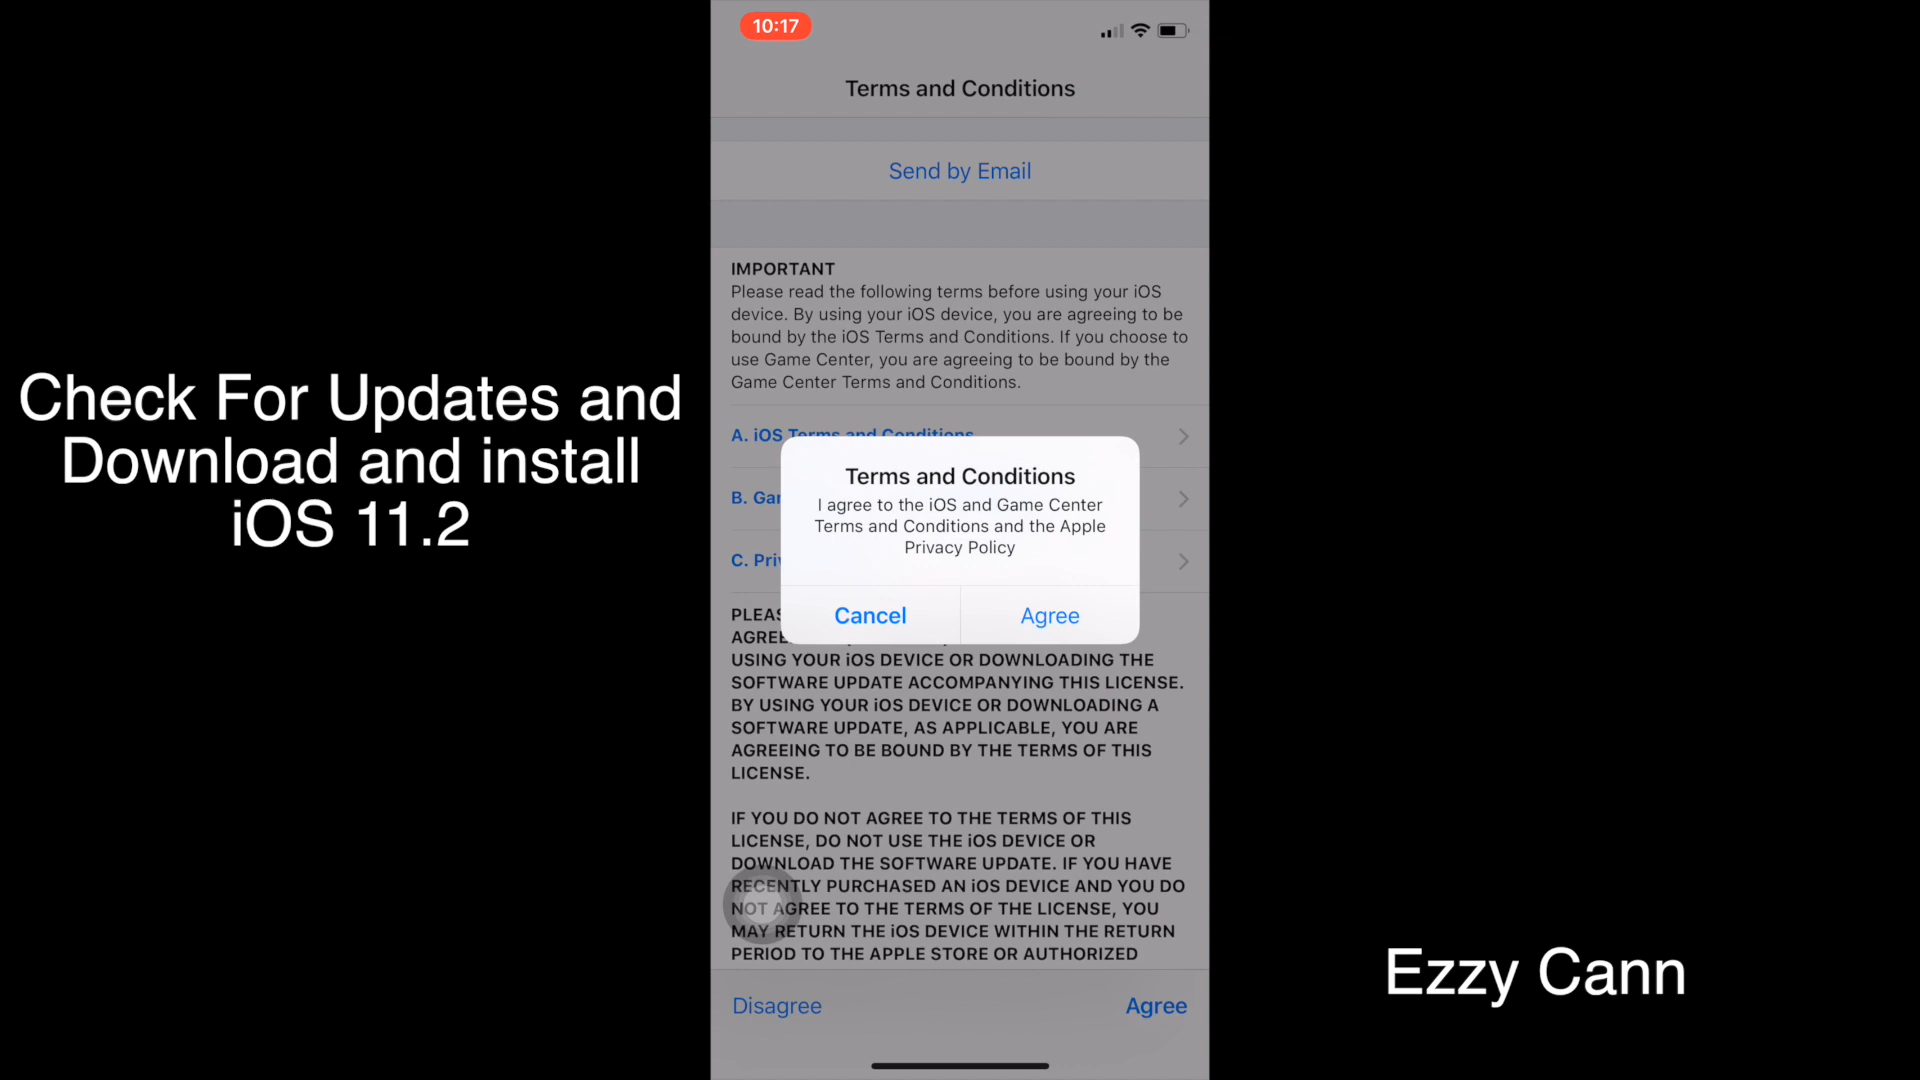 10:17
Terms and Conditions
Send by Email
Check For Updates and
Download and install
iOS 11.2
IMPORTANT
Please read the following terms before using your iOS
device. By using your iOS device, you are agreeing to be
bound by the iOS Terms and Conditions. If you choose to
use Game Center, you are agreeing to be bound by the
Game Center Terms and Conditions.
A. iOS Terms and Conditions
B. Gar
C. Pri
Terms and Conditions
I agree to the iOS and Game Center
Terms and Conditions and the Apple
Privacy Policy
Cancel
Agree
PLEAS
AGREE
USING YOUR iOS DEVICE OR DOWNLOADING THE
SOFTWARE UPDATE ACCOMPANYING THIS LICENSE.
BY USING YOUR iOS DEVICE OR DOWNLOADING A
SOFTWARE UPDATE, AS APPLICABLE, YOU ARE
AGREEING TO BE BOUND BY THE TERMS OF THIS
LICENSE.
IF YOU DO NOT AGREE TO THE TERMS OF THIS
LICENSE, DO NOT USE THE iOS DEVICE OR
DOWNLOAD THE SOFTWARE UPDATE. IF YOU HAVE
RECENTLY PURCHASED AN iOS DEVICE AND YOU DO
NOT AGREE TO THE TERMS OF THE LICENSE, YOU
MAY RETURN THE iOS DEVICE WITHIN THE RETURN
PERIOD TO THE APPLE STORE OR AUTHORIZED
Disagree
Agree
Ezzy Cann